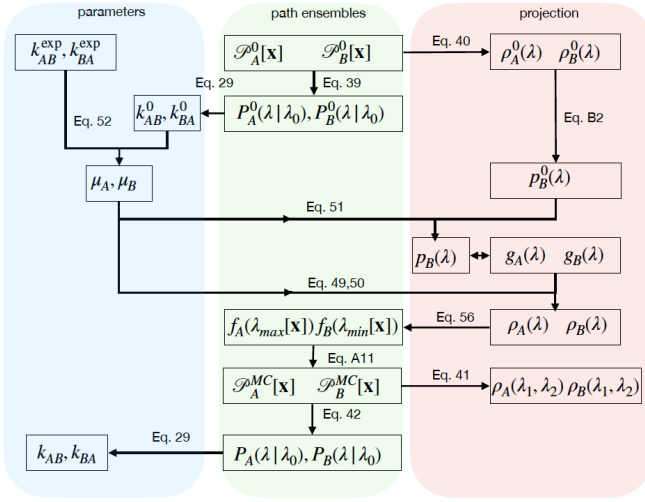 parameters
path ensembles
projection
k_{AB}^{exp}, k_{BA}^{exp}
𝒫_A^0[x] 𝒫_B^0[x]
Eq. 40
ρ_A^0(λ) ρ_B^0(λ)
Eq. 29
Eq. 39
k_{AB}^0, k_{BA}^0
P_A^0(λ|λ_0), P_B^0(λ|λ_0)
Eq. 52
Eq. B2
μ_A, μ_B
p_B^0(λ)
Eq. 51
p_B(λ)
g_A(λ) g_B(λ)
Eq. 49,50
f_A(λ_{max}[x]) f_B(λ_{min}[x])
Eq. 56
ρ_A(λ) ρ_B(λ)
Eq. A11
𝒫_A^{MC}[x] 𝒫_B^{MC}[x]
Eq. 41
ρ_A(λ_1, λ_2) ρ_B(λ_1, λ_2)
Eq. 42
Eq. 29
k_{AB}, k_{BA}
P_A(λ|λ_0), P_B(λ|λ_0)